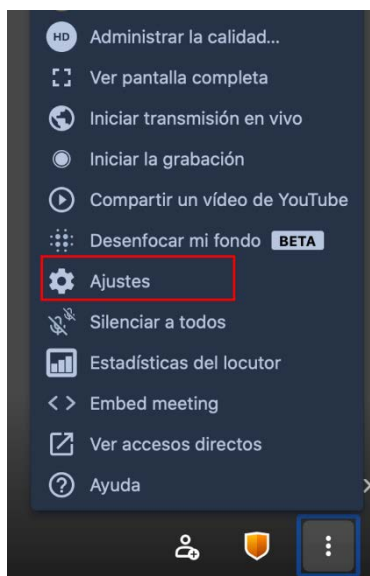 HD Administrar la calidad...
Ver pantalla completa
Iniciar transmisión en vivo
Iniciar la grabación
Compartir un vídeo de YouTube
Desenfocar mi fondo BETA
Ajustes
Silenciar a todos
Estadísticas del locutor
Embed meeting
Ver accesos directos
Ayuda